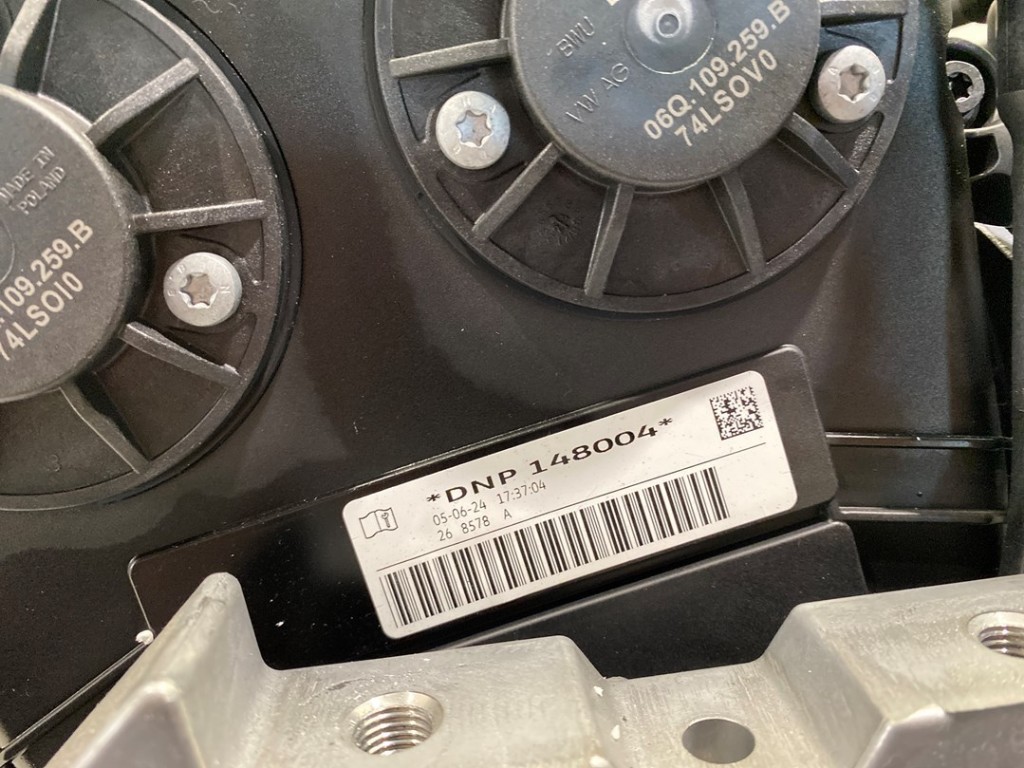 MADE IN
POLAND
.109.259.B
74LSOI0
BWU
VW AG
06Q.109.259.B
74LSOV0
*DNP 148004*
05-06-24 17:37:04
26 8578 A